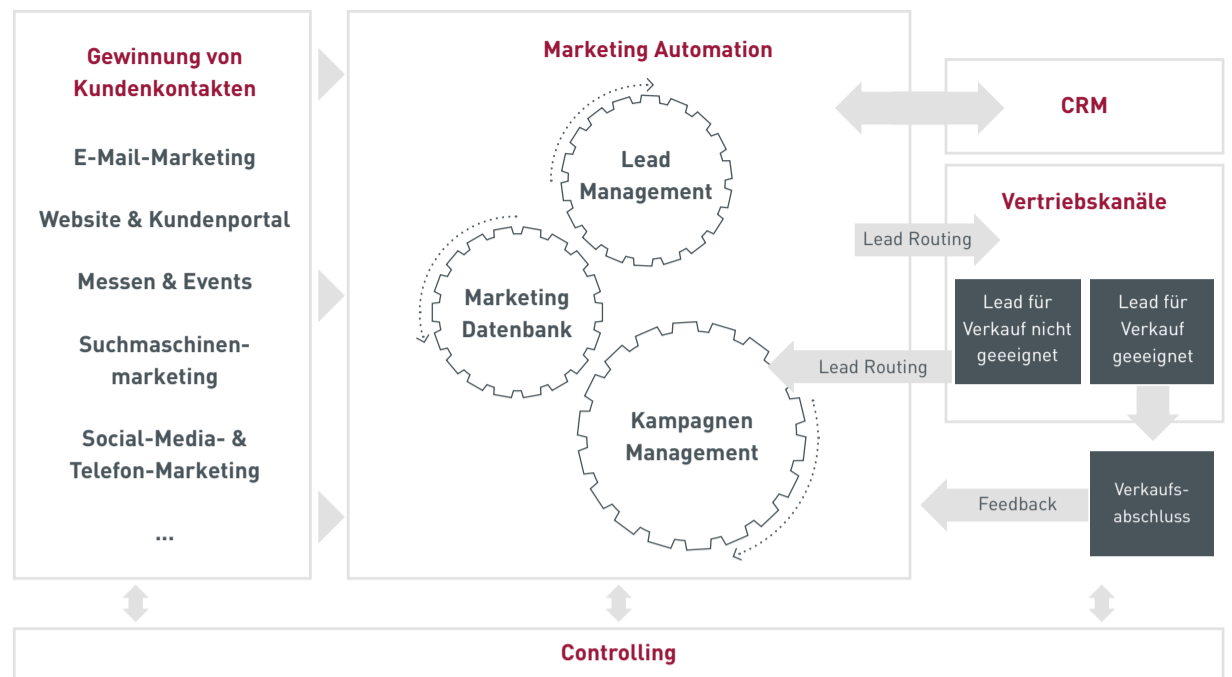 Gewinnung von
Kundenkontakten
E-Mail-Marketing
Website & Kundenportal
Messen & Events
Suchmaschinen-
marketing
Social-Media- &
Telefon-Marketing
...
Marketing Automation
Lead
Management
Marketing
Datenbank
Kampagnen
Management
CRM
Vertriebskanäle
Lead Routing
Lead für
Verkauf nicht
geeignet
Lead für
Verkauf
geeignet
Lead Routing
Verkaufs-
abschluss
Feedback
Controlling